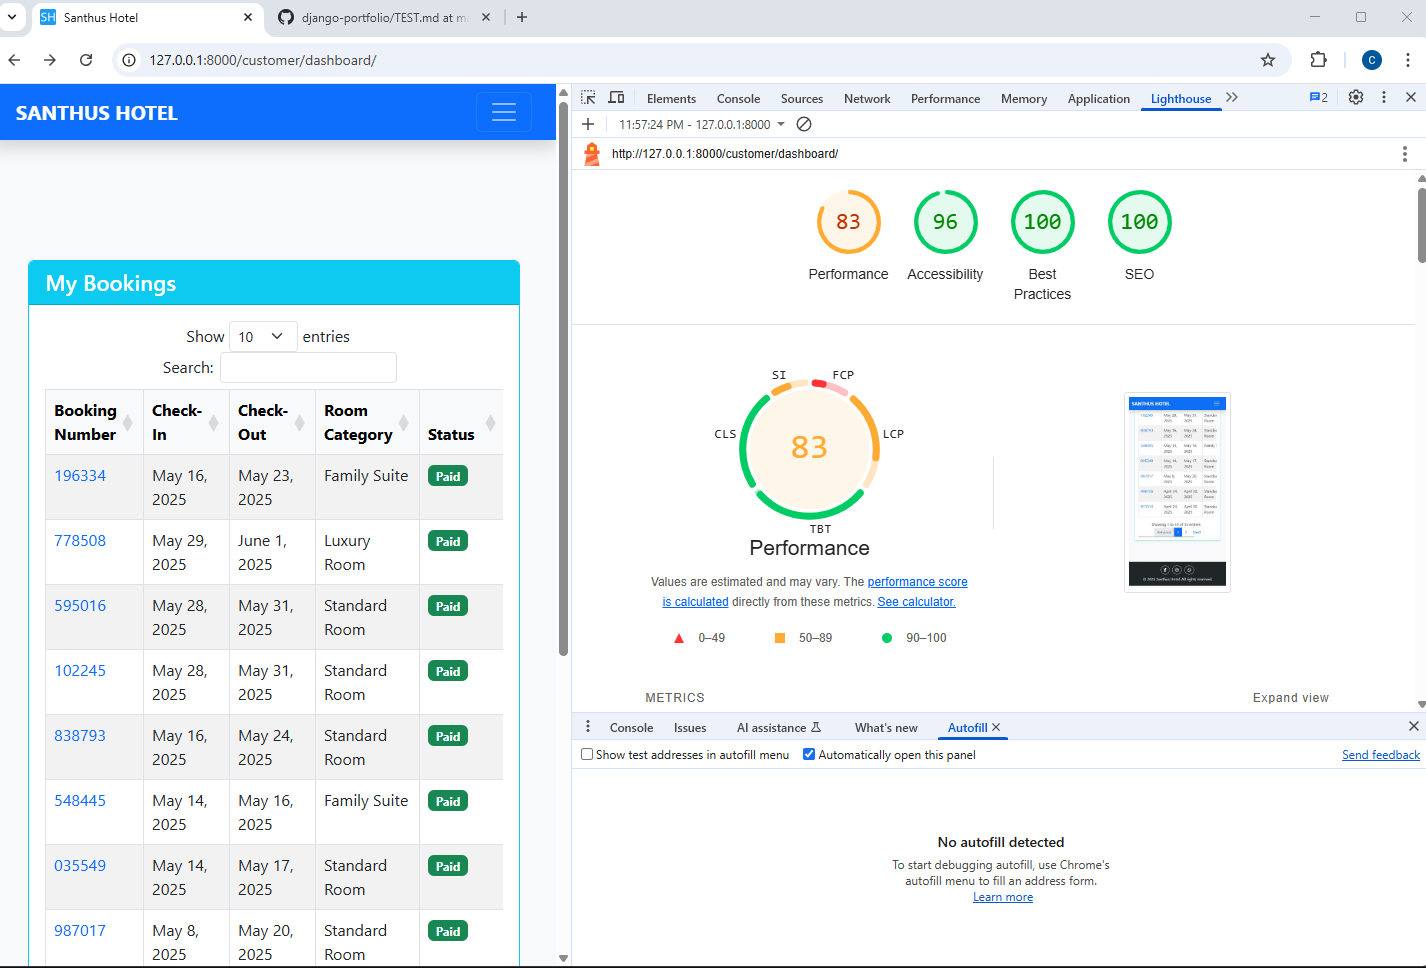 SH Santhus Hotel
django-portfolio/TEST.md at ma
127.0.0.1:8000/customer/dashboard/
C
SANTHUS HOTEL
My Bookings
Show 10 entries
Search:
Booking Number Check-In Check-Out Room Category Status
196334 May 16, 2025 May 23, 2025 Family Suite Paid
778508 May 29, 2025 June 1, 2025 Luxury Room Paid
595016 May 28, 2025 May 31, 2025 Standard Room Paid
102245 May 28, 2025 May 31, 2025 Standard Room Paid
838793 May 16, 2025 May 24, 2025 Standard Room Paid
548445 May 14, 2025 May 16, 2025 Family Suite Paid
035549 May 14, 2025 May 17, 2025 Standard Room Paid
987017 May 8, 2025 May 20, 2025 Standard Room Paid
Elements Console Sources Network Performance Memory Application Lighthouse 2
11:57:24 PM - 127.0.0.1:8000
http://127.0.0.1:8000/customer/dashboard/
83 96 100 100
Performance Accessibility Best Practices SEO
SI FCP
CLS LCP
83
TBT
Performance
Values are estimated and may vary. The performance score
is calculated directly from these metrics. See calculator.
0–49 50–89 90–100
SANTHUS HOTEL
METRICS Expand view
Console Issues AI assistance What's new Autofill
Show test addresses in autofill menu Automatically open this panel Send feedback
No autofill detected
To start debugging autofill, use Chrome's
autofill menu to fill an address form.
Learn more